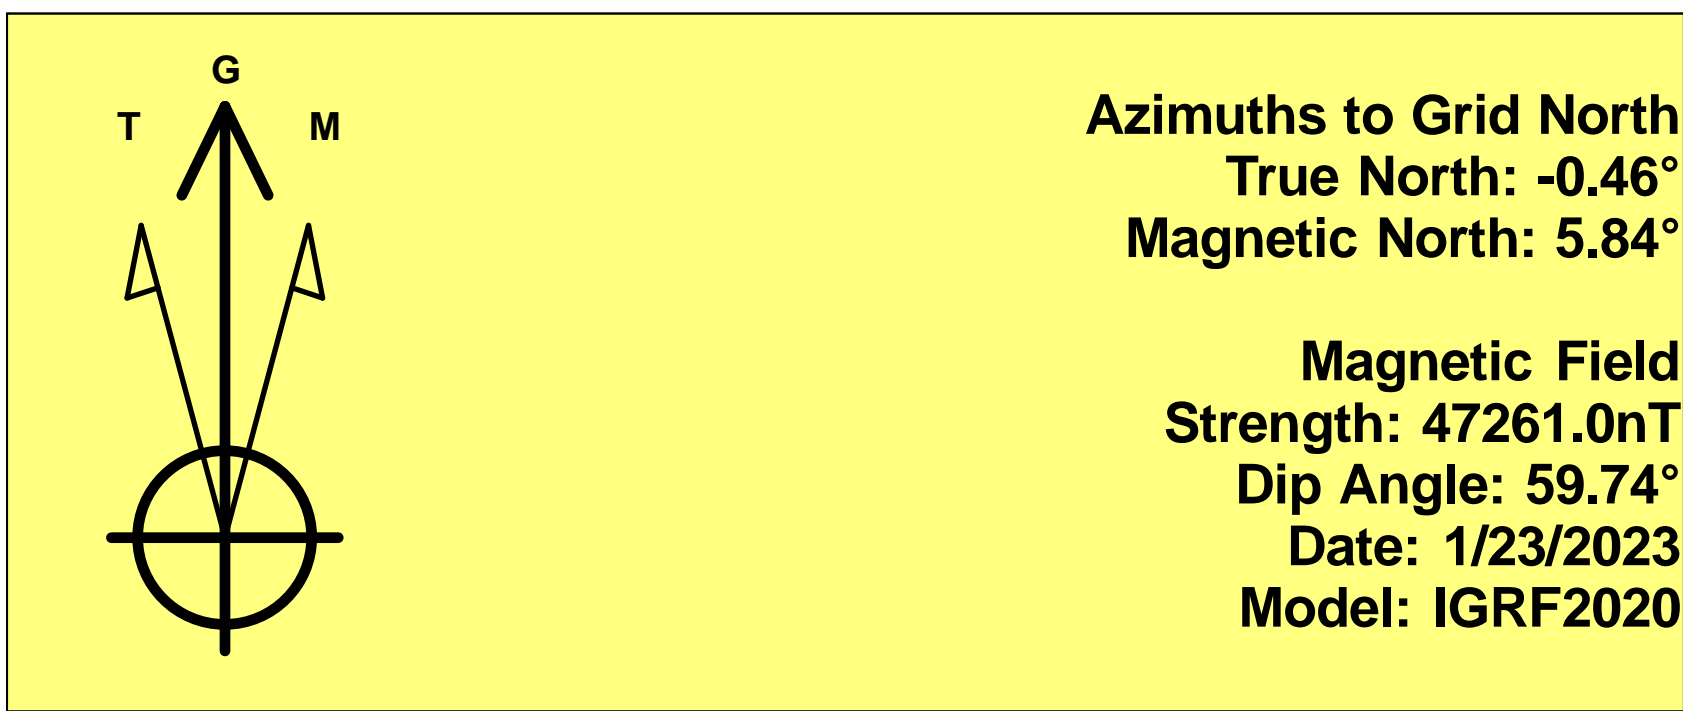 G
T M
Azimuths to Grid North
True North: -0.46°
Magnetic North: 5.84°
Magnetic Field
Strength: 47261.0nT
Dip Angle: 59.74°
Date: 1/23/2023
Model: IGRF2020